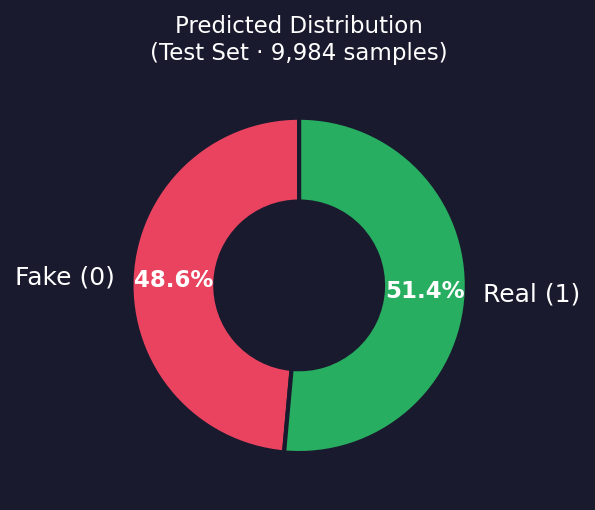 Predicted Distribution
(Test Set · 9,984 samples)
Fake (0)
48.6%
51.4%
Real (1)